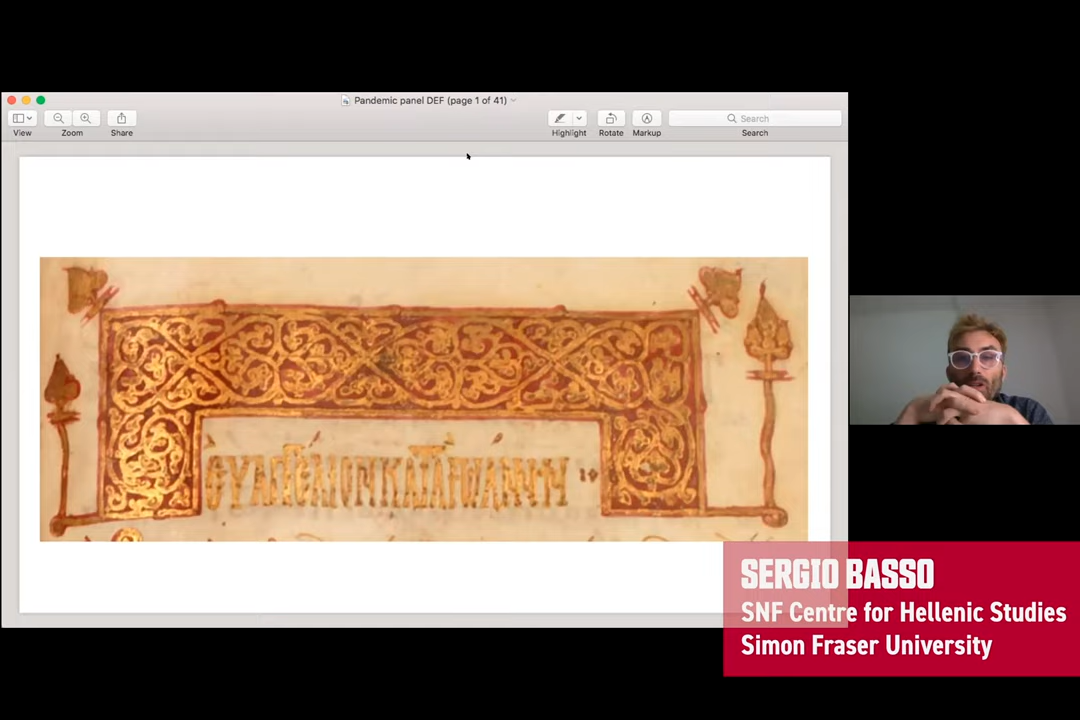 Pandemic panel DEF (page 1 of 41)
View
Zoom
Share
Highlight
Rotate
Markup
Search
Search
ΕΥΑΓΓΕΛΙΟΝ ΚΑΤΑ ΙΩΑΝΝΗΝ
SERGIO BASSO
SNF Centre for Hellenic Studies
Simon Fraser University